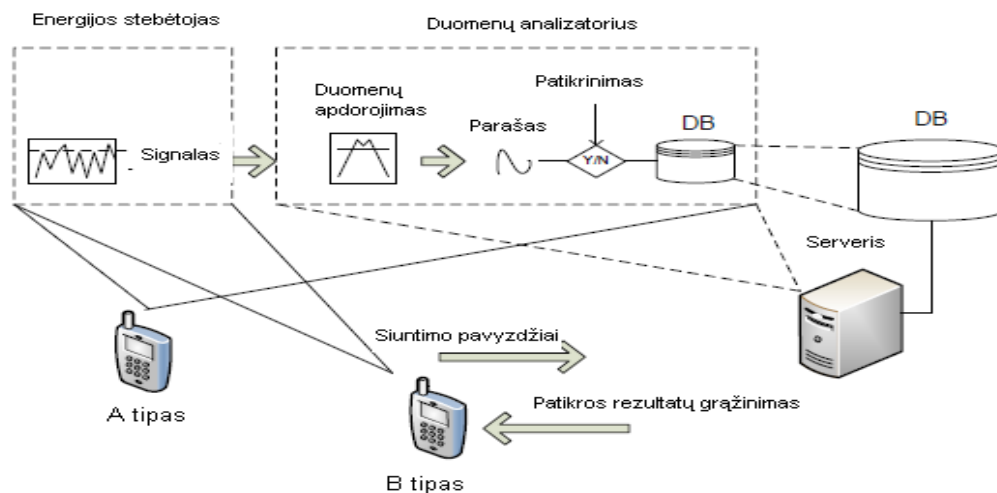 Energijos stebėtojas
Duomenų analizatorius
Signalas
Duomenų
apdorojimas
Parašas
Patikrinimas
Y/N
DB
DB
Serveris
Siuntimo pavyzdžiai
A tipas
Patikros rezultatų grąžinimas
B tipas